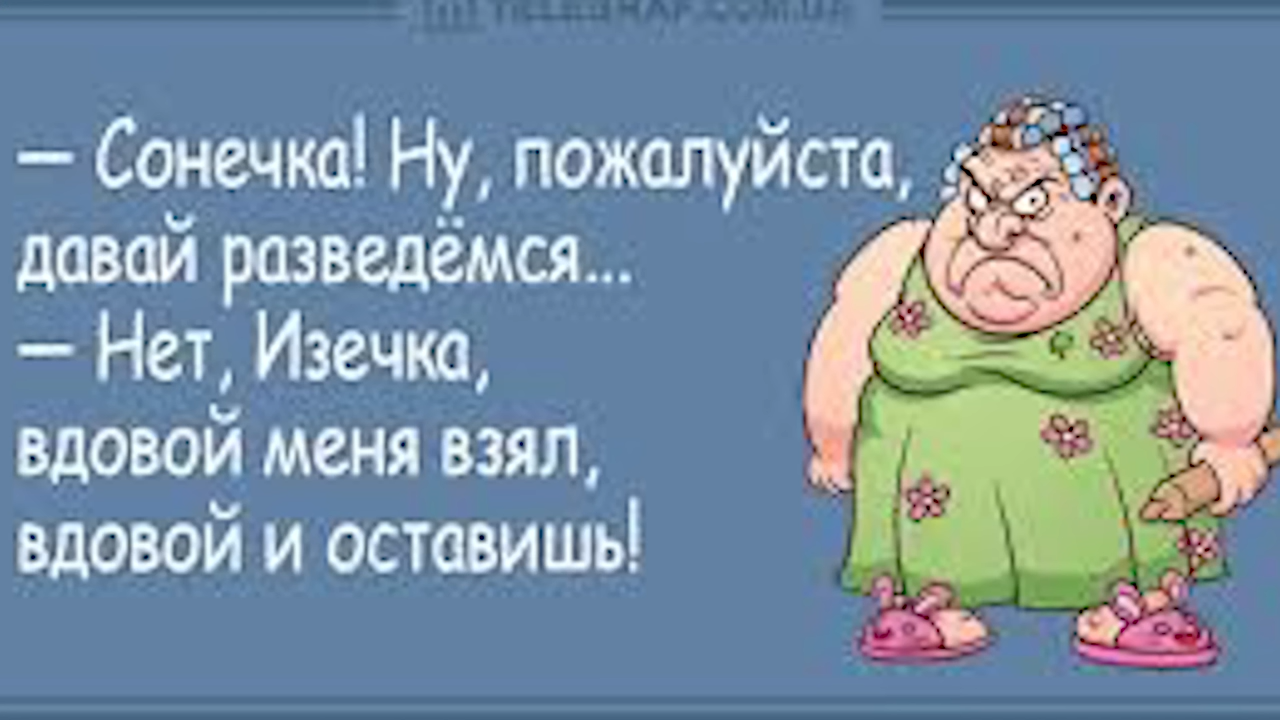 — Сонечка! Ну, пожалуйста,
давай разведёмся...
— Нет, Изечка,
вдовой меня взял,
вдовой и оставишь!